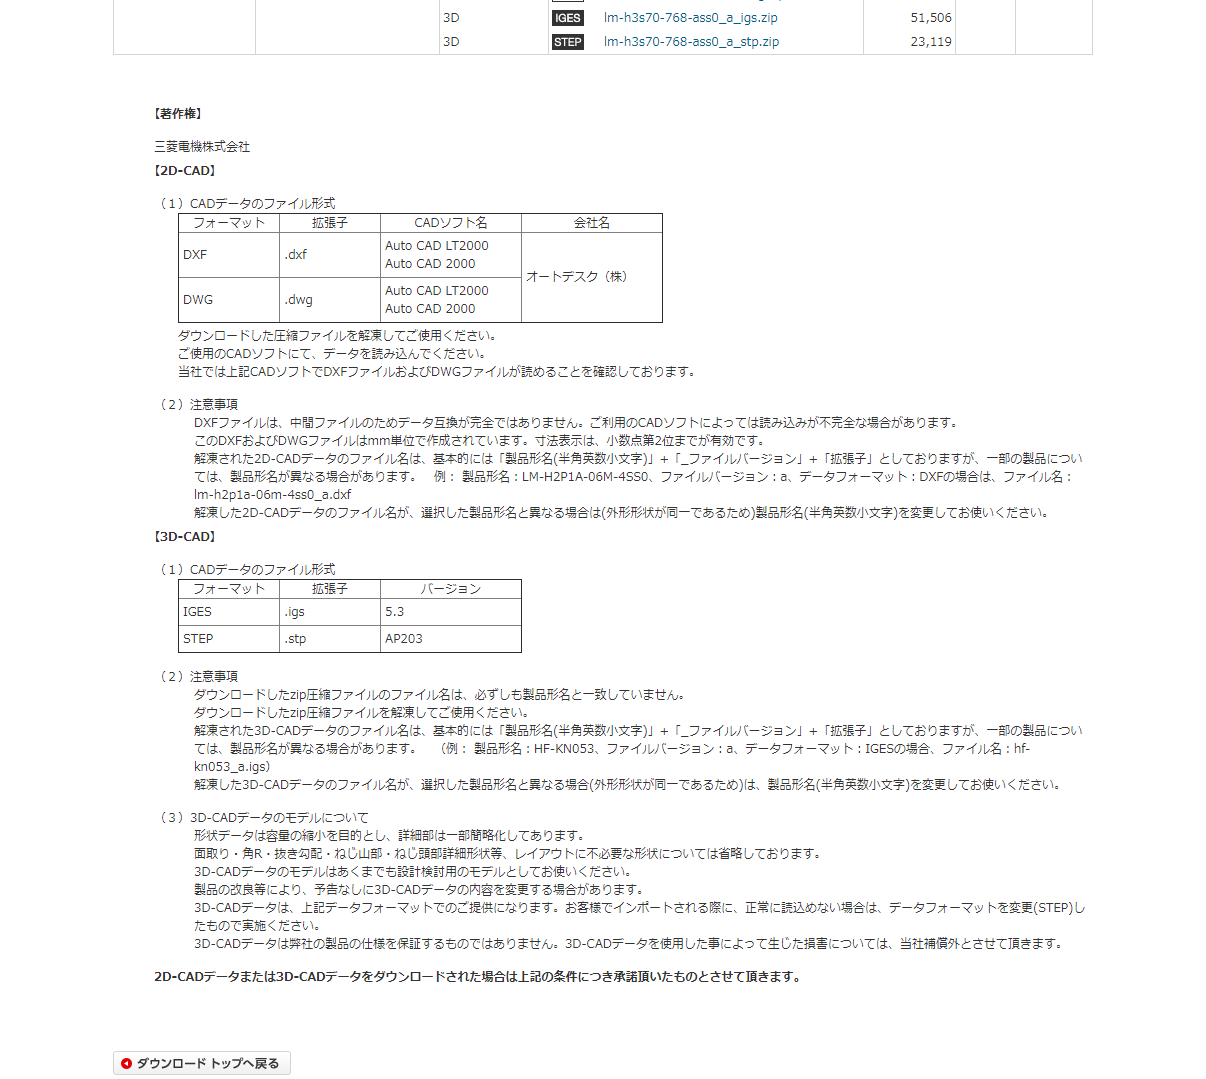 3D IGES lm-h3s70-768-ass0_a_igs.zip 51,506
3D STEP lm-h3s70-768-ass0_a_stp.zip 23,119
【著作権】
三菱電機株式会社
【2D-CAD】
（1）CADデータのファイル形式
フォーマット 拡張子 CADソフト名 会社名
DXF .dxf Auto CAD LT2000
Auto CAD 2000
オートデスク（株）
DWG .dwg Auto CAD LT2000
Auto CAD 2000
ダウンロードした圧縮ファイルを解凍してご使用ください。
ご使用のCADソフトにて、データを読み込んでください。
当社では上記CADソフトでDXFファイルおよびDWGファイルが読めることを確認しております。
（2）注意事項
DXFファイルは、中間ファイルのためデータ互換が完全ではありません。ご利用のCADソフトによっては読み込みが不完全な場合があります。
このDXFおよびDWGファイルはmm単位で作成されています。寸法表示は、小数点第2位までが有効です。
解凍された2D-CADデータのファイル名は、基本的には「製品形名(半角英数小文字)」+「_ファイルバージョン」+「拡張子」としておりますが、一部の製品につい
ては、製品形名が異なる場合があります。　例： 製品形名：LM-H2P1A-06M-4SS0、ファイルバージョン：a、データフォーマット：DXFの場合は、ファイル名：
lm-h2p1a-06m-4ss0_a.dxf
解凍した2D-CADデータのファイル名が、選択した製品形名と異なる場合は(外形形状が同一であるため)製品形名(半角英数小文字)を変更してお使いください。
【3D-CAD】
（1）CADデータのファイル形式
フォーマット 拡張子 バージョン
IGES .igs 5.3
STEP .stp AP203
（2）注意事項
ダウンロードしたzip圧縮ファイルのファイル名は、必ずしも製品形名と一致していません。
ダウンロードしたzip圧縮ファイルを解凍してご使用ください。
解凍された3D-CADデータのファイル名は、基本的には「製品形名(半角英数小文字)」+「_ファイルバージョン」+「拡張子」としておりますが、一部の製品につい
ては、製品形名が異なる場合があります。　（例： 製品形名：HF-KN053、ファイルバージョン：a、データフォーマット：IGESの場合、ファイル名：hf-
kn053_a.igs）
解凍した3D-CADデータのファイル名が、選択した製品形名と異なる場合(外形形状が同一であるため)は、製品形名(半角英数小文字)を変更してお使いください。
（3）3D-CADデータのモデルについて
形状データは容量の縮小を目的とし、詳細部は一部簡略化してあります。
面取り・角R・抜き勾配・ねじ山部・ねじ頭部詳細形状等、レイアウトに不必要な形状については省略しております。
3D-CADデータのモデルはあくまでも設計検討用のモデルとしてお使いください。
製品の改良等により、予告なしに3D-CADデータの内容を変更する場合があります。
3D-CADデータは、上記データフォーマットでのご提供になります。お客様でインポートされる際に、正常に読込めない場合は、データフォーマットを変更(STEP)し
たもので実施ください。
3D-CADデータは弊社の製品の仕様を保証するものではありません。3D-CADデータを使用した事によって生じた損害については、当社補償外とさせて頂きます。
2D-CADデータまたは3D-CADデータをダウンロードされた場合は上記の条件につき承諾頂いたものとさせて頂きます。
ダウンロード トップへ戻る